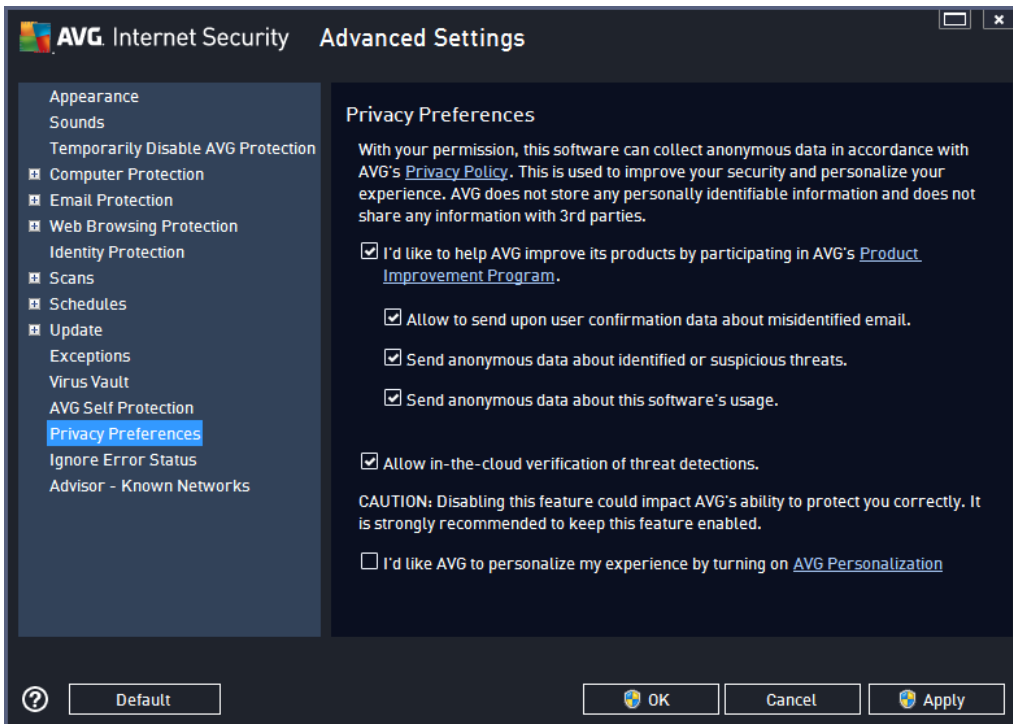 AVG. Internet Security Advanced Settings
Appearance
Sounds
Temporarily Disable AVG Protection
Computer Protection
Email Protection
Web Browsing Protection
Identity Protection
Scans
Schedules
Update
Exceptions
Virus Vault
AVG Self Protection
Privacy Preferences
Ignore Error Status
Advisor - Known Networks
Privacy Preferences
With your permission, this software can collect anonymous data in accordance with
AVG's Privacy Policy. This is used to improve your security and personalize your
experience. AVG does not store any personally identifiable information and does not
share any information with 3rd parties.
I'd like to help AVG improve its products by participating in AVG's Product
Improvement Program.
Allow to send upon user confirmation data about misidentified email.
Send anonymous data about identified or suspicious threats.
Send anonymous data about this software's usage.
Allow in-the-cloud verification of threat detections.
CAUTION: Disabling this feature could impact AVG's ability to protect you correctly. It
is strongly recommended to keep this feature enabled.
I'd like AVG to personalize my experience by turning on AVG Personalization
? Default OK Cancel Apply